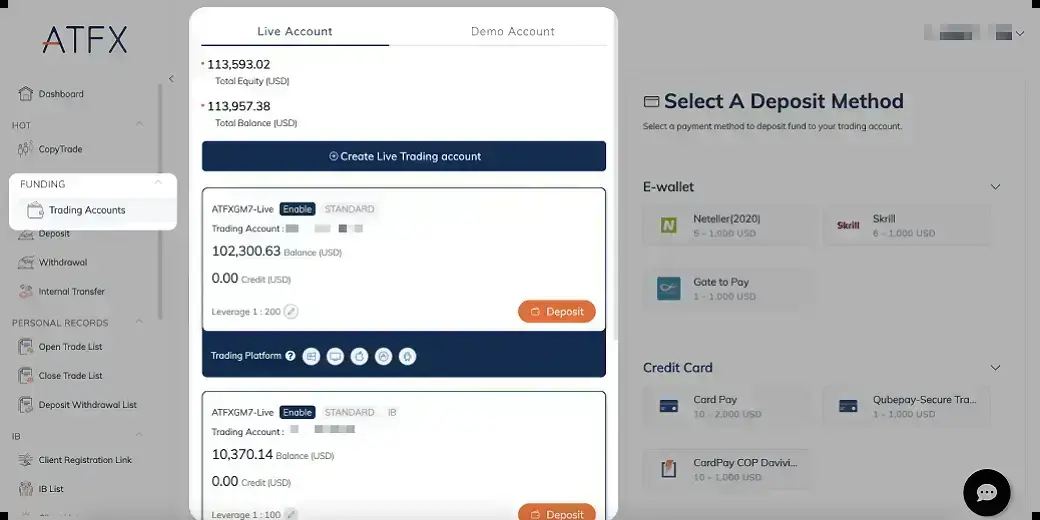 ATFX
Dashboard
HOT
CopyTrade
FUNDING
Trading Accounts
Deposit
Withdrawal
Internal Transfer
PERSONAL RECORDS
Open Trade List
Close Trade List
Deposit Withdrawal List
IB
Client Registration Link
IB List
Live Account
Demo Account
113,593.02
Total Equity (USD)
113,957.38
Total Balance (USD)
Create Live Trading account
ATFXGM7-Live Enable STANDARD
Trading Account :
102,300.63 Balance (USD)
0.00 Credit (USD)
Leverage 1 : 200
Deposit
Trading Platform ?
ATFXGM7-Live Enable STANDARD IB
Trading Account :
10,370.14 Balance (USD)
0.00 Credit (USD)
Leverage 1 : 100
Deposit
Select A Deposit Method
Select a payment method to deposit fund to your trading account.
E-wallet
N
Neteller(2020)
5 - 1,000 USD
Skrill
Skrill
6 - 1,000 USD
Gate to Pay
1 - 1,000 USD
Credit Card
Card Pay
10 - 2,000 USD
Qubepay-Secure Tra...
1 - 1,000 USD
CardPay COP Davivi...
10 - 1,000 USD